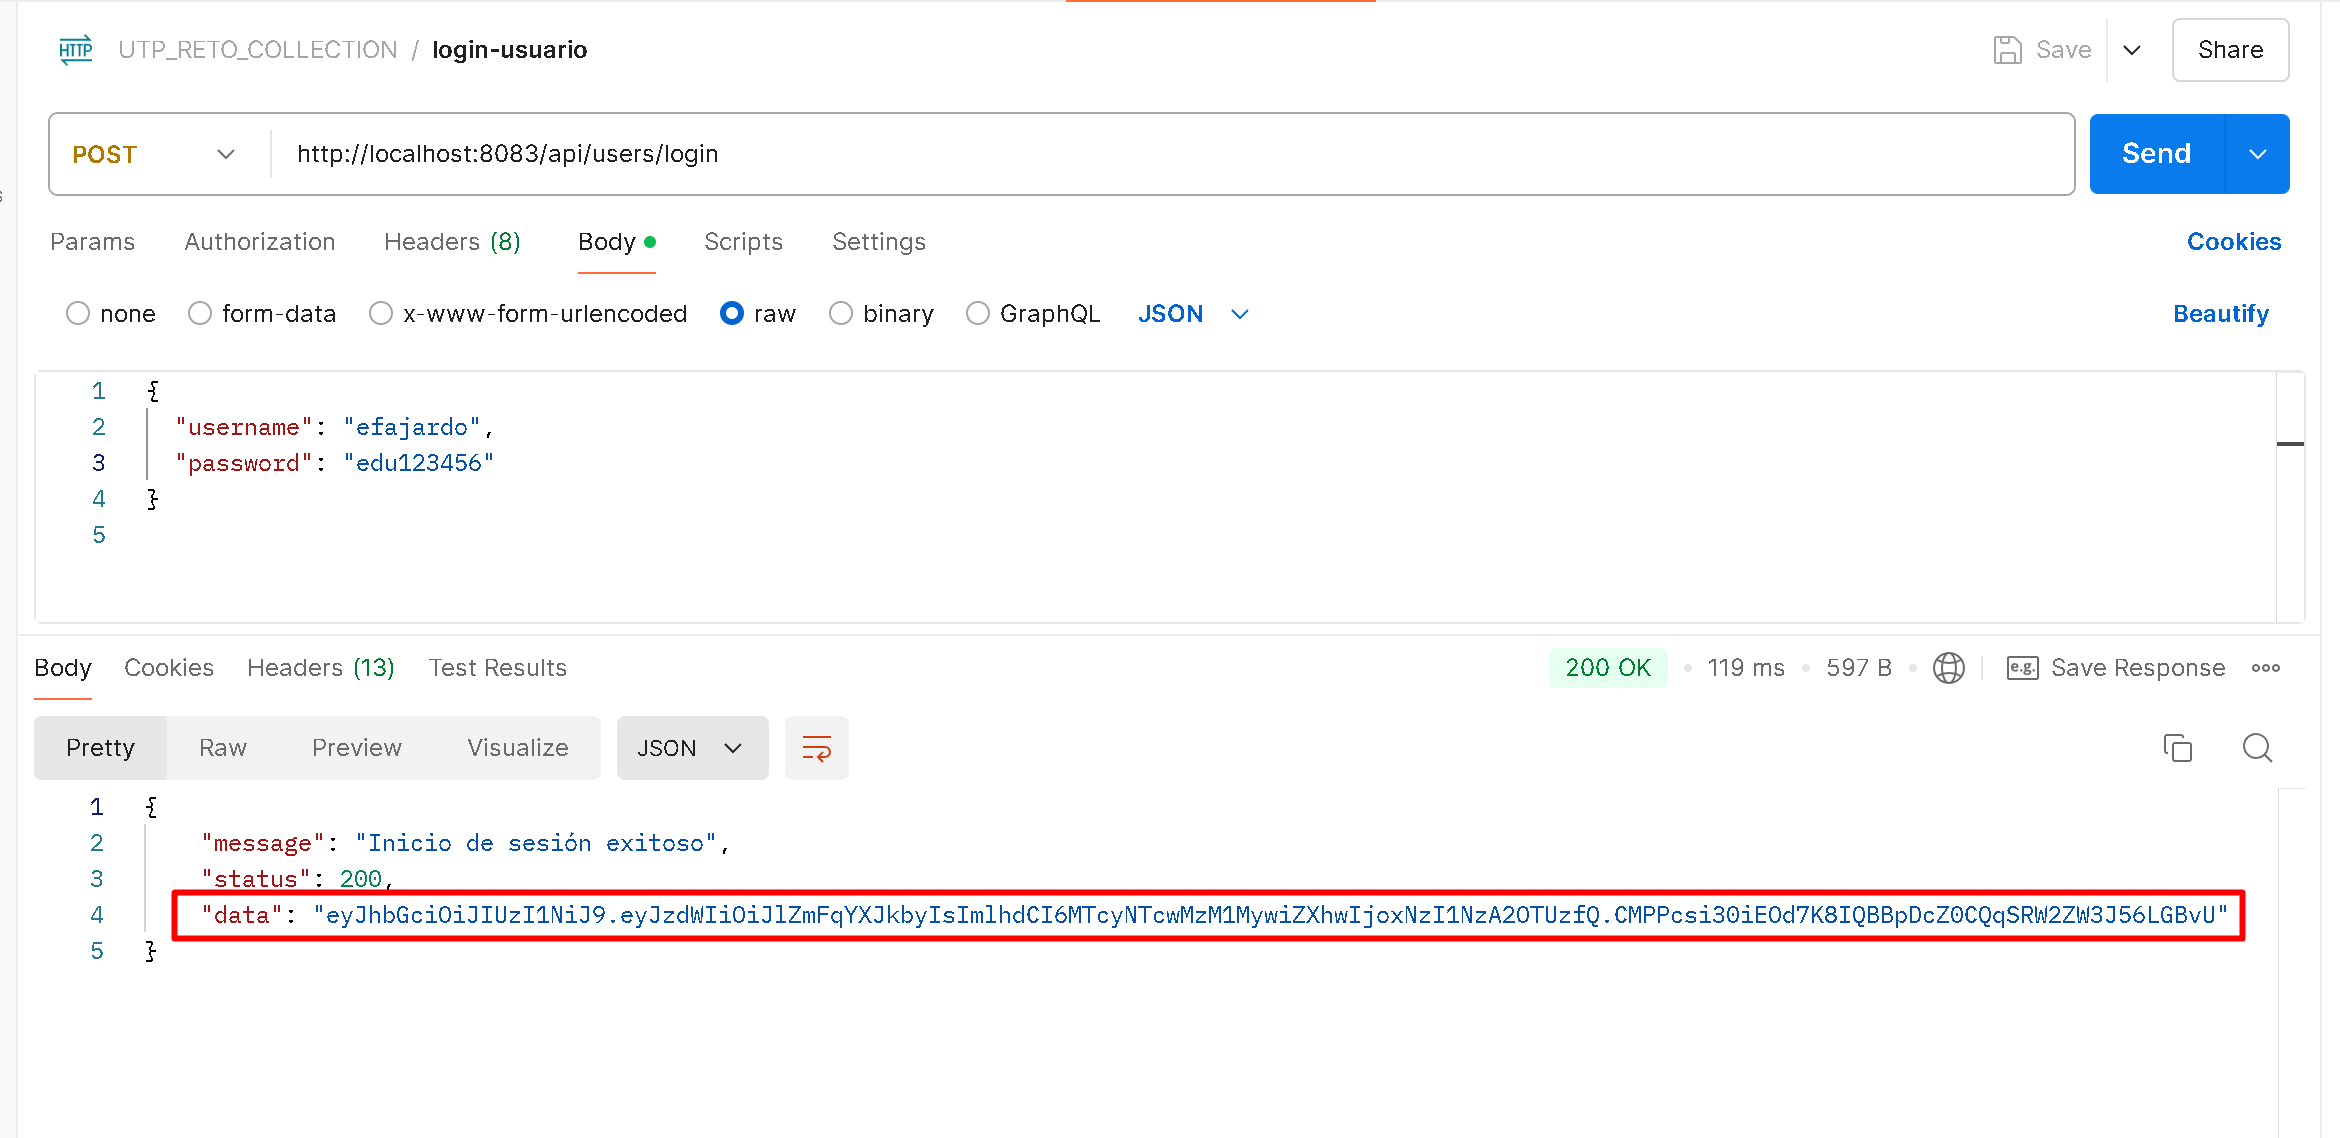 HTTP UTP_RETO_COLLECTION / login-usuario Save Share
POST http://localhost:8083/api/users/login Send
Params Authorization Headers (8) Body Scripts Settings Cookies
none form-data x-www-form-urlencoded raw binary GraphQL JSON Beautify
1 {
2 "username": "efajardo",
3 "password": "edu123456"
4 }
5
Body Cookies Headers (13) Test Results 200 OK • 119 ms • 597 B • e.g. Save Response
Pretty Raw Preview Visualize JSON
1 {
2 "message": "Inicio de sesión exitoso",
3 "status": 200,
4 "data": "eyJhbGciOiJIUzI1NiJ9.eyJzdWIiOiJlZmFqYXJkbyIsImlhdCI6MTcyNTcwMzM1MywiZXhwIjoxNzI1NzA2OTUzfQ.CMPPcsi30iEOd7K8IQBBpDcZ0CQqSRW2ZW3J56LGBvU"
5 }